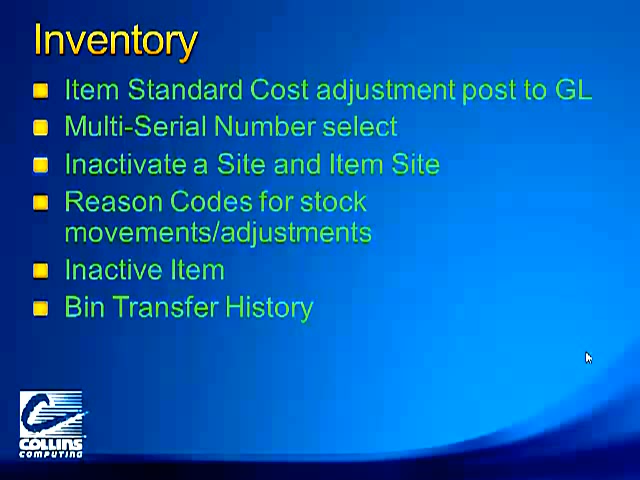 Inventory
Item Standard Cost adjustment post to GL
Multi-Serial Number select
Inactivate a Site and Item Site
Reason Codes for stock
movements/adjustments
Inactive Item
Bin Transfer History
COLLINS
COMPUTING